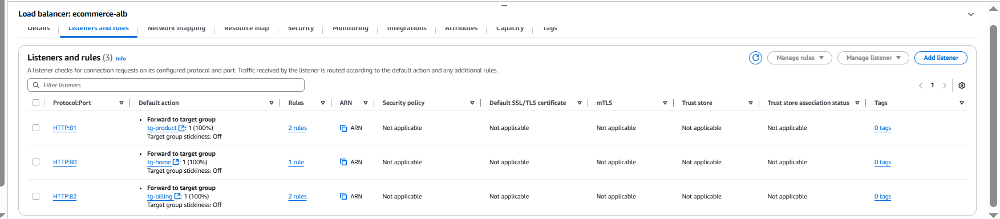 Load balancer: ecommerce-alb
Details Listeners and rules Network mapping Resource map Security Monitoring Integrations Attributes Capacity Tags
Listeners and rules (3) Info
Manage rules Manage listener Add listener
A listener checks for connection requests on its configured protocol and port. Traffic received by the listener is routed according to the default action and any additional rules.
Filter listeners
1
Protocol:Port Default action Rules ARN Security policy Default SSL/TLS certificate mTLS Trust store Trust store association status Tags
• Forward to target group
HTTP:81 tg-product : 1 (100%) 2 rules ARN Not applicable Not applicable Not applicable Not applicable Not applicable 0 tags
Target group stickiness: Off
• Forward to target group
HTTP:80 tg-home : 1 (100%) 1 rule ARN Not applicable Not applicable Not applicable Not applicable Not applicable 0 tags
Target group stickiness: Off
• Forward to target group
HTTP:82 tg-billing : 1 (100%) 2 rules ARN Not applicable Not applicable Not applicable Not applicable Not applicable 0 tags
Target group stickiness: Off